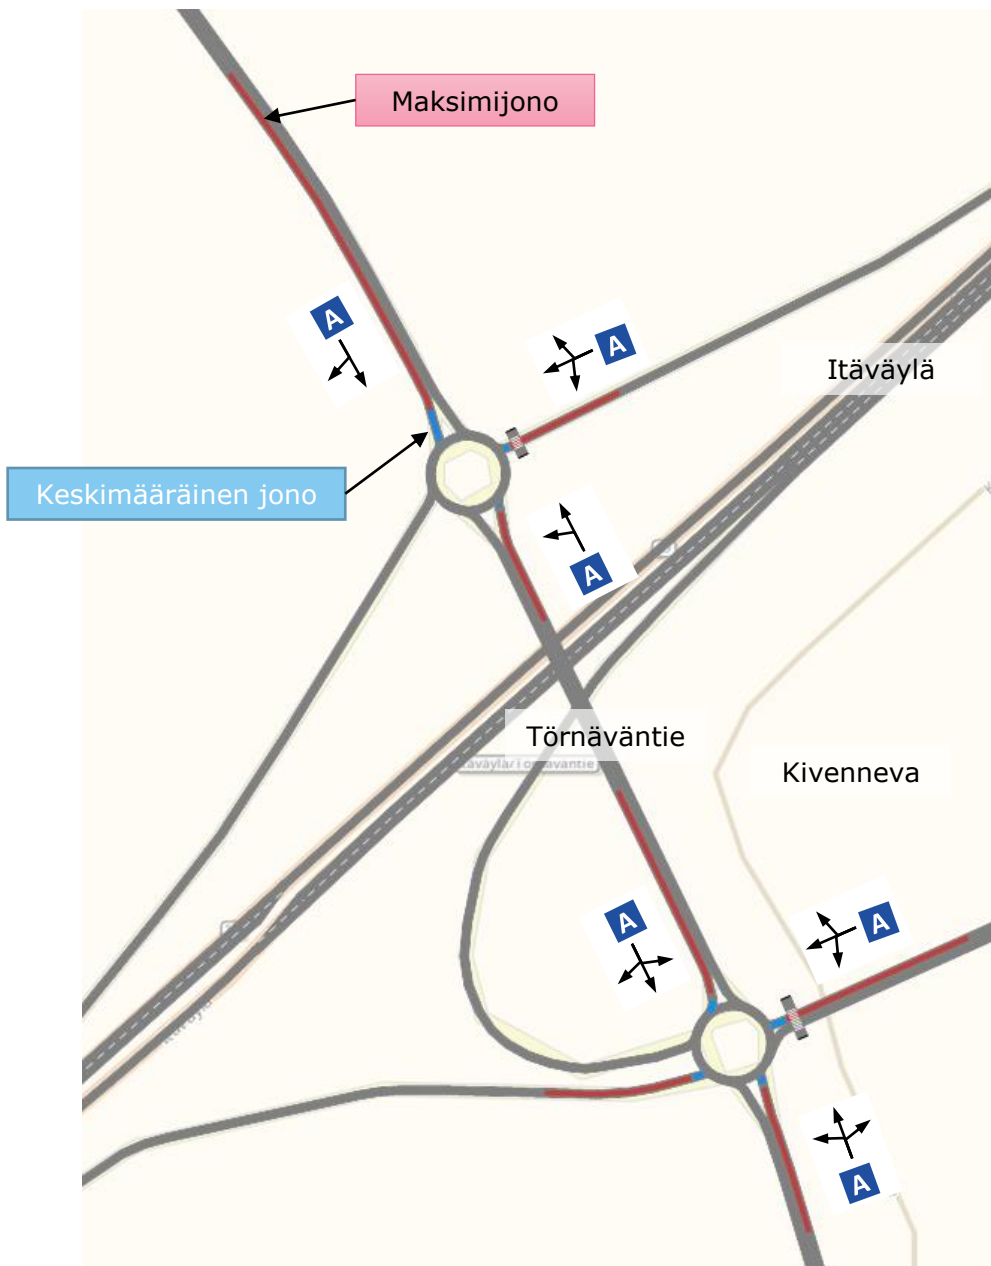 Maksimijono
A
A
Itäväylä
Keskimääräinen jono
A
Törnäväntie
Kivenneva
A
A
A